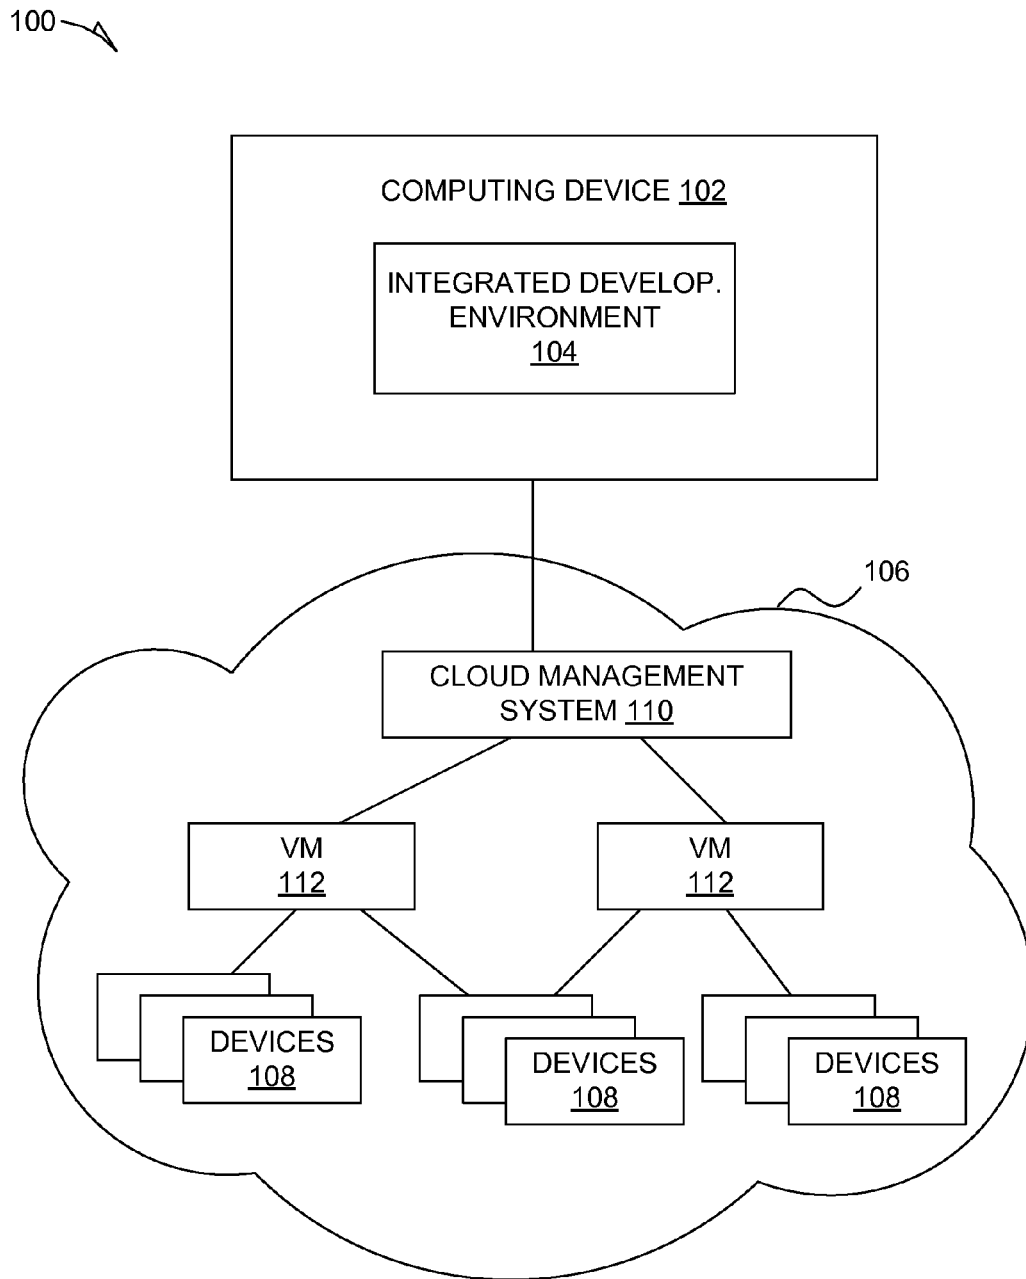 100
COMPUTING DEVICE 102
INTEGRATED DEVELOP.
ENVIRONMENT
104
106
CLOUD MANAGEMENT
SYSTEM 110
VM
112
VM
112
DEVICES
108
DEVICES
108
DEVICES
108